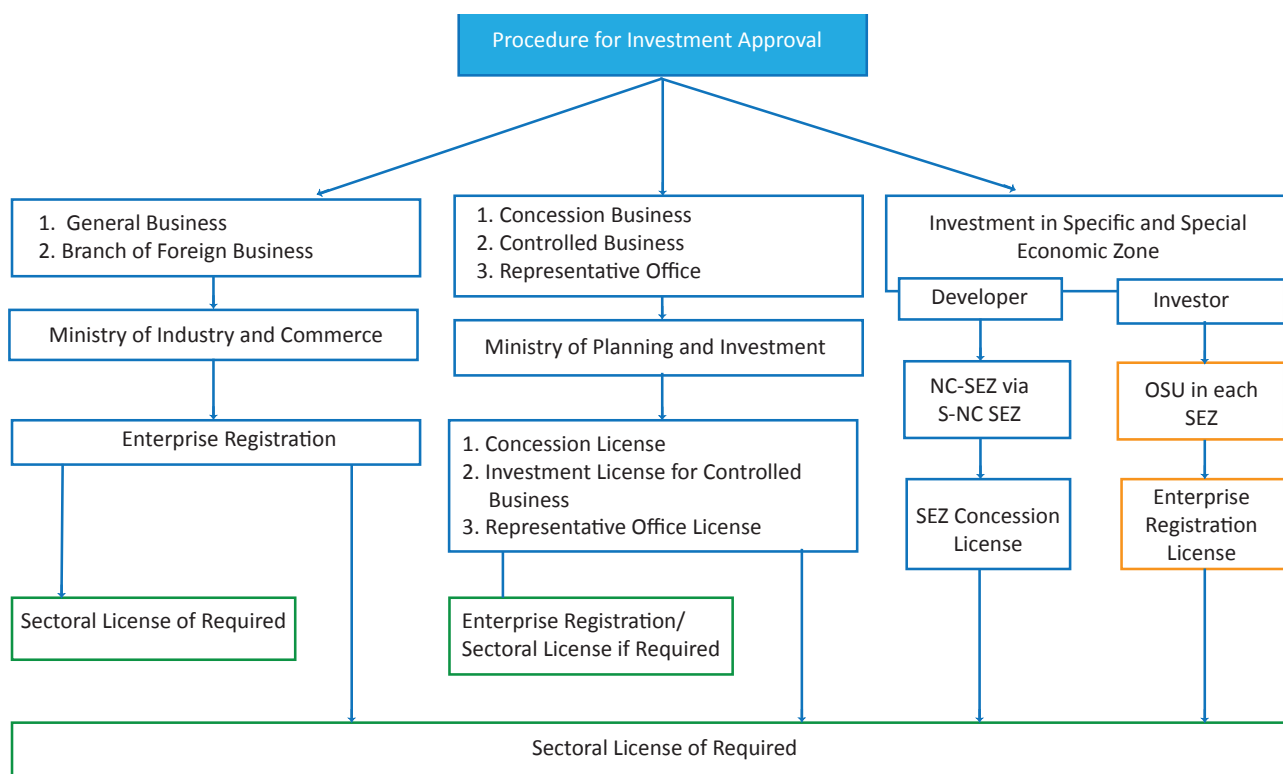 Procedure for Investment Approval
1. General Business
2. Branch of Foreign Business
Ministry of Industry and Commerce
Enterprise Registration
Sectoral License of Required
1. Concession Business
2. Controlled Business
3. Representative Office
Ministry of Planning and Investment
1. Concession License
2. Investment License for Controlled
Business
3. Representative Office License
Enterprise Registration/
Sectoral License if Required
Investment in Specific and Special
Economic Zone
Developer
NC-SEZ via
S-NC SEZ
SEZ Concession
License
Investor
OSU in each
SEZ
Enterprise
Registration
License
Sectoral License of Required